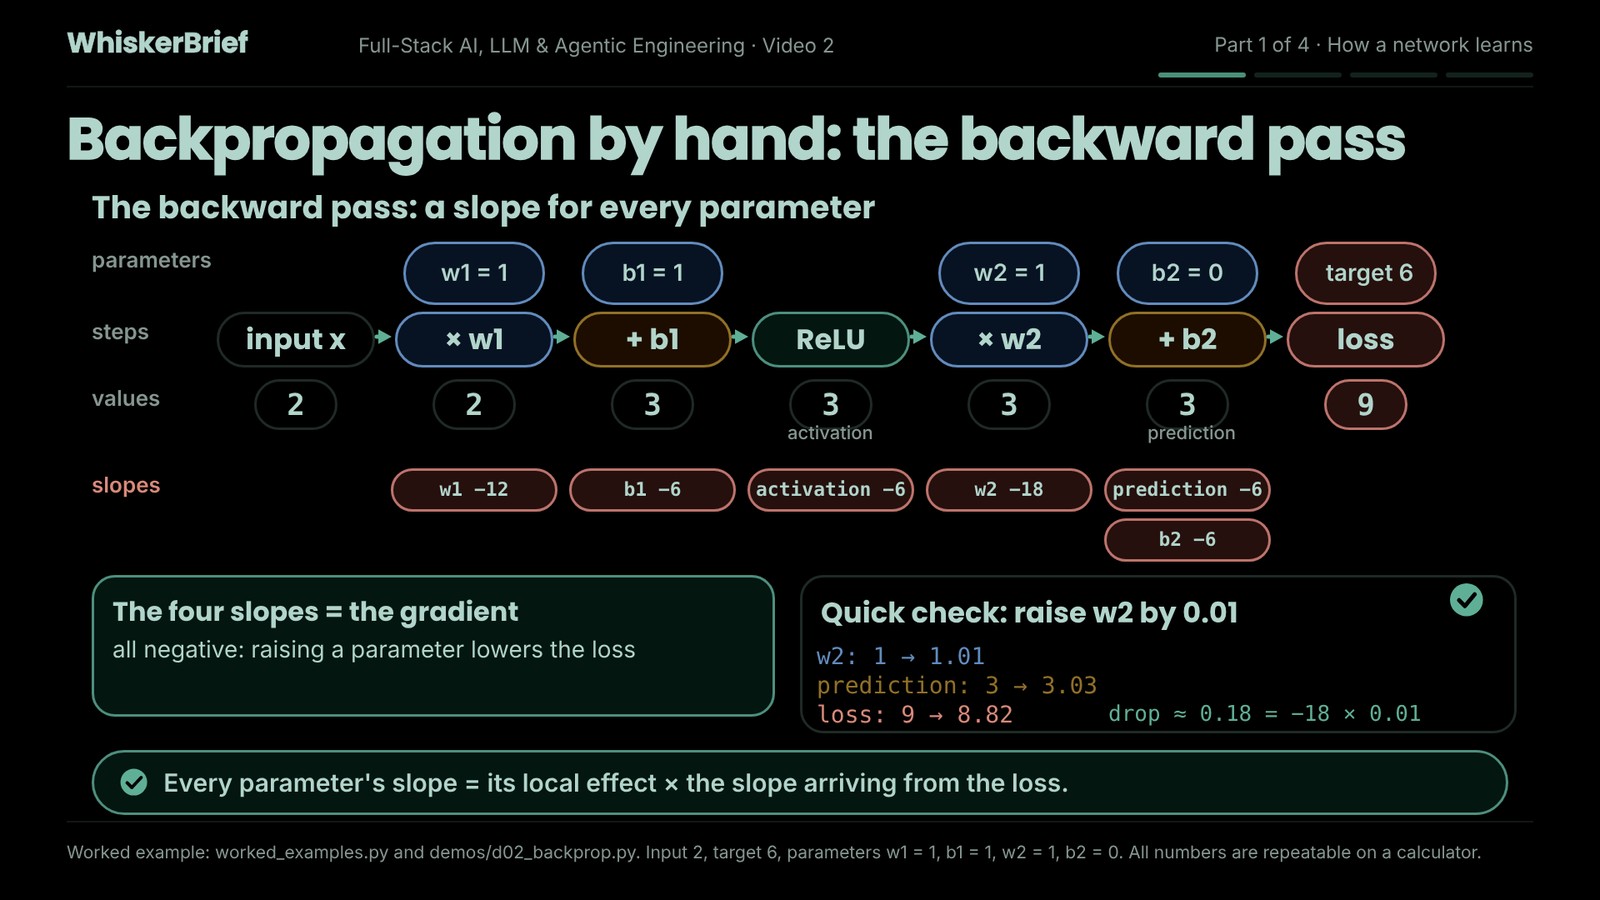 WhiskerBrief
Full-Stack AI, LLM & Agentic Engineering · Video 2
Part 1 of 4 · How a network learns
Backpropagation by hand: the backward pass
The backward pass: a slope for every parameter
parameters
w1 = 1
b1 = 1
w2 = 1
b2 = 0
target 6
steps
input x
× w1
+ b1
ReLU
× w2
+ b2
loss
values
2
2
3
3
3
3
9
activation
prediction
slopes
w1 −12
b1 −6
activation −6
w2 −18
prediction −6
b2 −6
The four slopes = the gradient
all negative: raising a parameter lowers the loss
Quick check: raise w2 by 0.01
w2: 1 → 1.01
prediction: 3 → 3.03
loss: 9 → 8.82
drop ≈ 0.18 = −18 × 0.01
Every parameter's slope = its local effect × the slope arriving from the loss.
Worked example: worked_examples.py and demos/d02_backprop.py. Input 2, target 6, parameters w1 = 1, b1 = 1, w2 = 1, b2 = 0. All numbers are repeatable on a calculator.